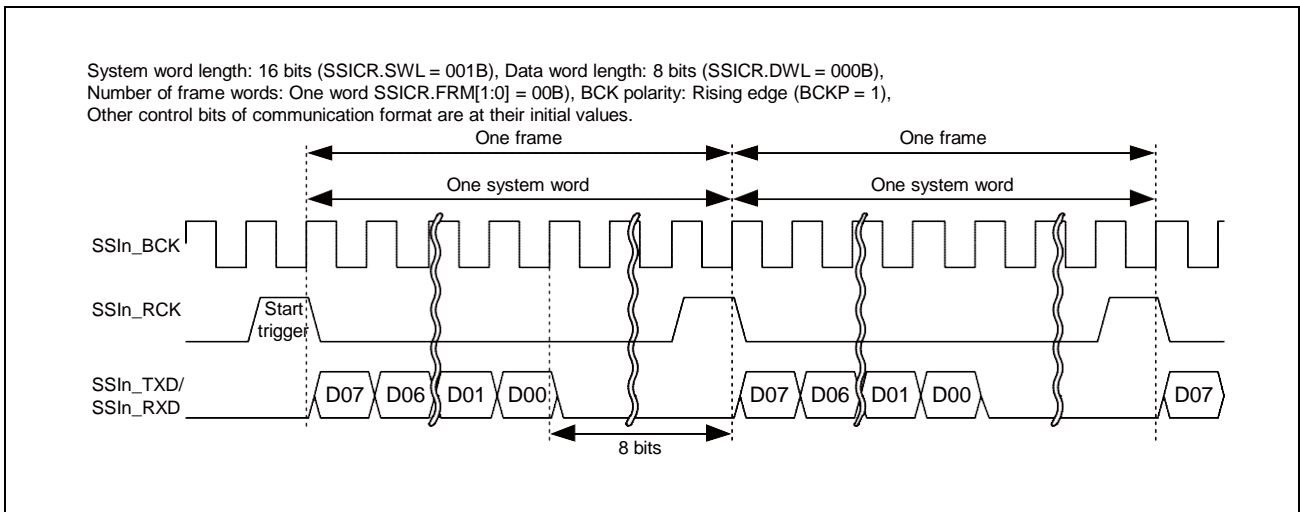 System word length: 16 bits (SSICR.SWL = 001B), Data word length: 8 bits (SSICR.DWL = 000B),
Number of frame words: One word SSICR.FRM[1:0] = 00B), BCK polarity: Rising edge (BCKP = 1),
Other control bits of communication format are at their initial values.
One frame One frame
One system word One system word
SSIn_BCK
SSIn_RCK Start
trigger
SSIn_TXD/
SSIn_RXD D07 D06 D01 D00 D07 D06 D01 D00 D07
8 bits